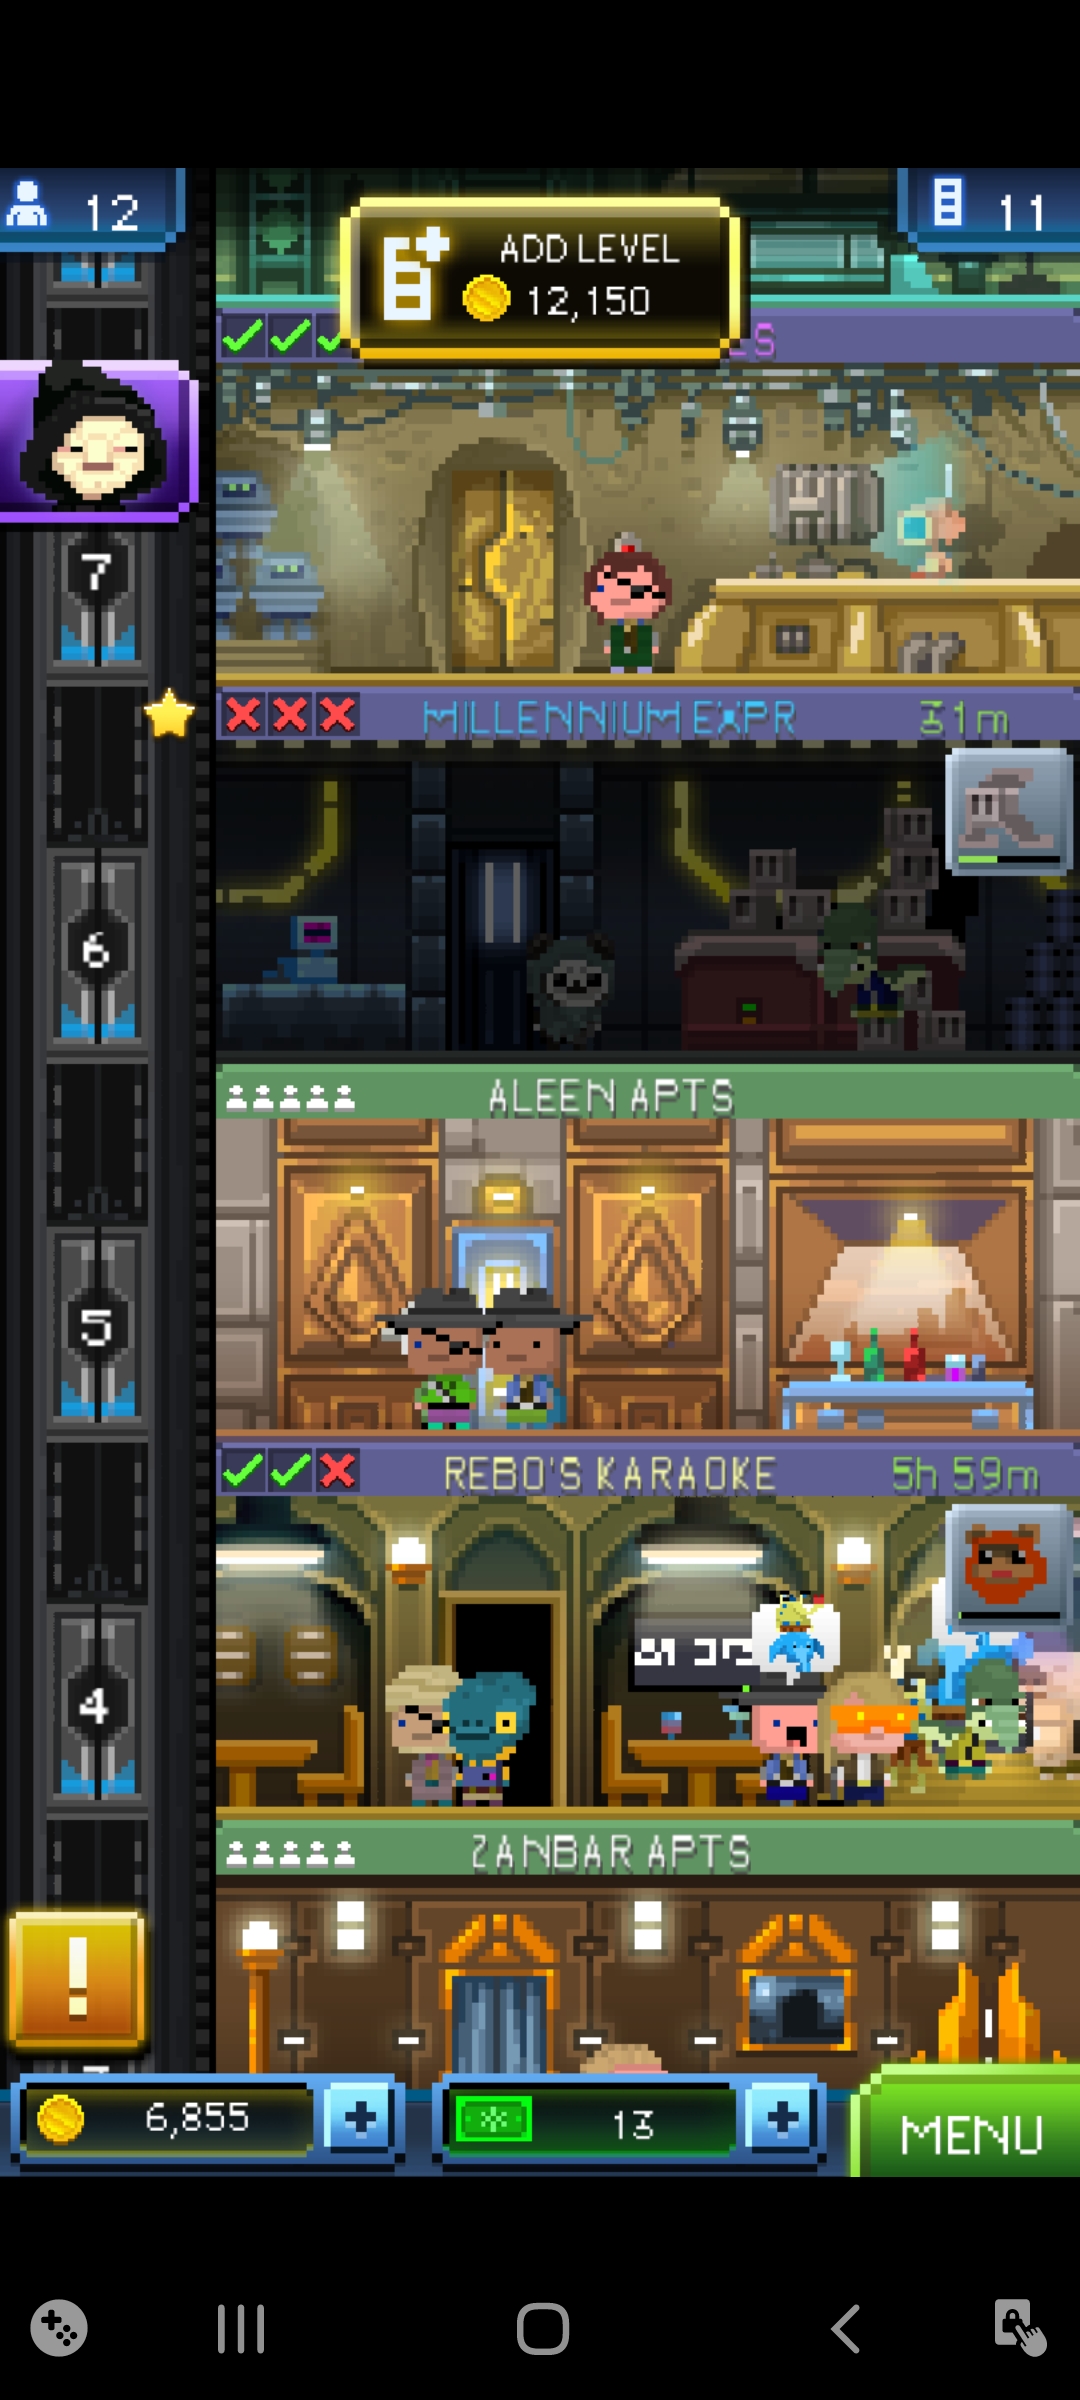 12
ADD LEVEL
12,150
11
7
MILLENNIUM EXPR
31m
6
ALEEN APTS
5
REBO'S KARAOKE
5h 59m
4
ZANBAR APTS
!
6,855
13
MENU